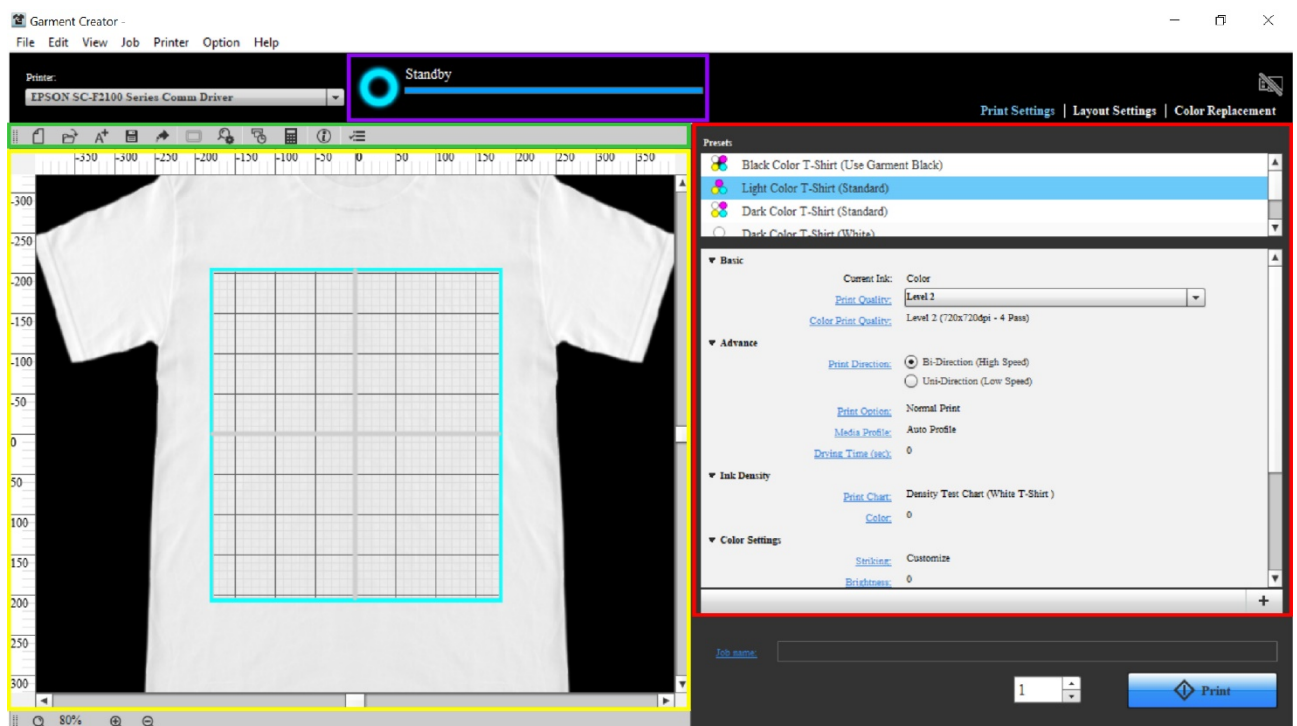 Garment Creator -
File Edit View Job Printer Option Help
Printer:
EPSON SC-F2100 Series Comm Driver
Standby
Print Settings | Layout Settings | Color Replacement
-350 -300 -250 -200 -150 -100 -50 0 50 100 150 200 250 300 350
-300
-250
-200
-150
-100
-50
0
50
100
150
200
250
300
80%
Presets
Black Color T-Shirt (Use Garment Black)
Light Color T-Shirt (Standard)
Dark Color T-Shirt (Standard)
Dark Color T-Shirt (White)
Basic
Current Ink: Color
Print Quality: Level 2
Color Print Quality: Level 2 (720x720dpi - 4 Pass)
Advance
Print Direction: Bi-Direction (High Speed)
Uni-Direction (Low Speed)
Print Option: Normal Print
Media Profile: Auto Profile
Drying Time (sec): 0
Ink Density
Print Chart: Density Test Chart (White T-Shirt )
Color: 0
Color Settings
Striking: Customize
Brightness: 0
Job name:
1
Print